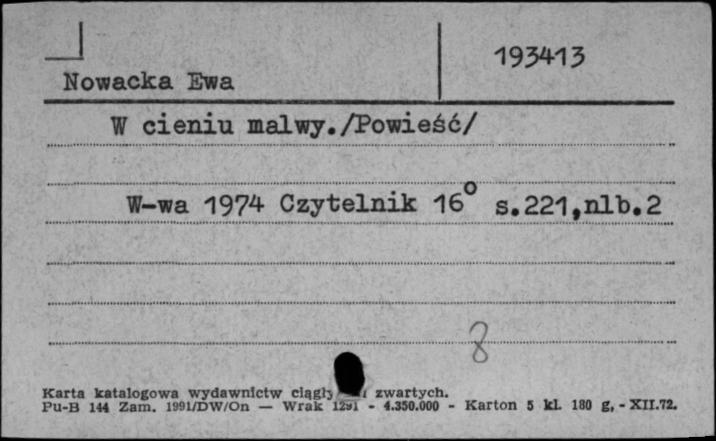 193413
Nowacka Ewa
W cieniu malwy./Powieść/
W-wa 1974 Czytelnik 16° s.221,nlb.2
8
Karta katalogowa wydawnictw zwartych.
Pu-B 144 Zam. 1991/DW/On — Wrak 1291 - 4.350.000 - Karton 5 kl. 180 g, - XII.72.